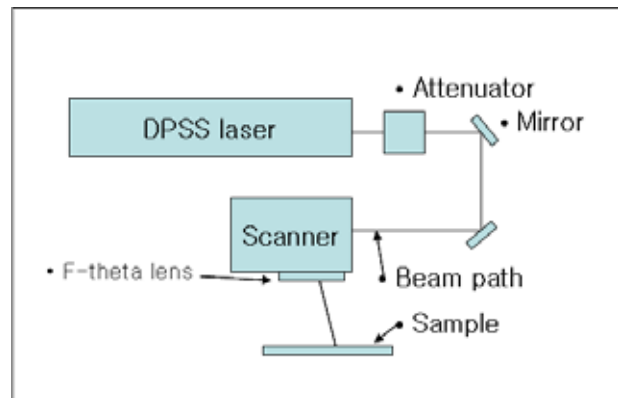 • Attenuator
DPSS laser
• Mirror
Scanner
• F-theta lens
Beam path
Sample